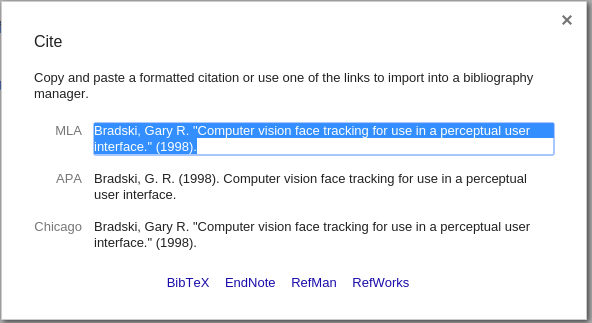 ×
Cite
Copy and paste a formatted citation or use one of the links to import into a bibliography
manager.
MLA Bradski, Gary R. "Computer vision face tracking for use in a perceptual user
interface." (1998).
APA Bradski, G. R. (1998). Computer vision face tracking for use in a perceptual
user interface.
Chicago Bradski, Gary R. "Computer vision face tracking for use in a perceptual user
interface." (1998).
BibTeX EndNote RefMan RefWorks